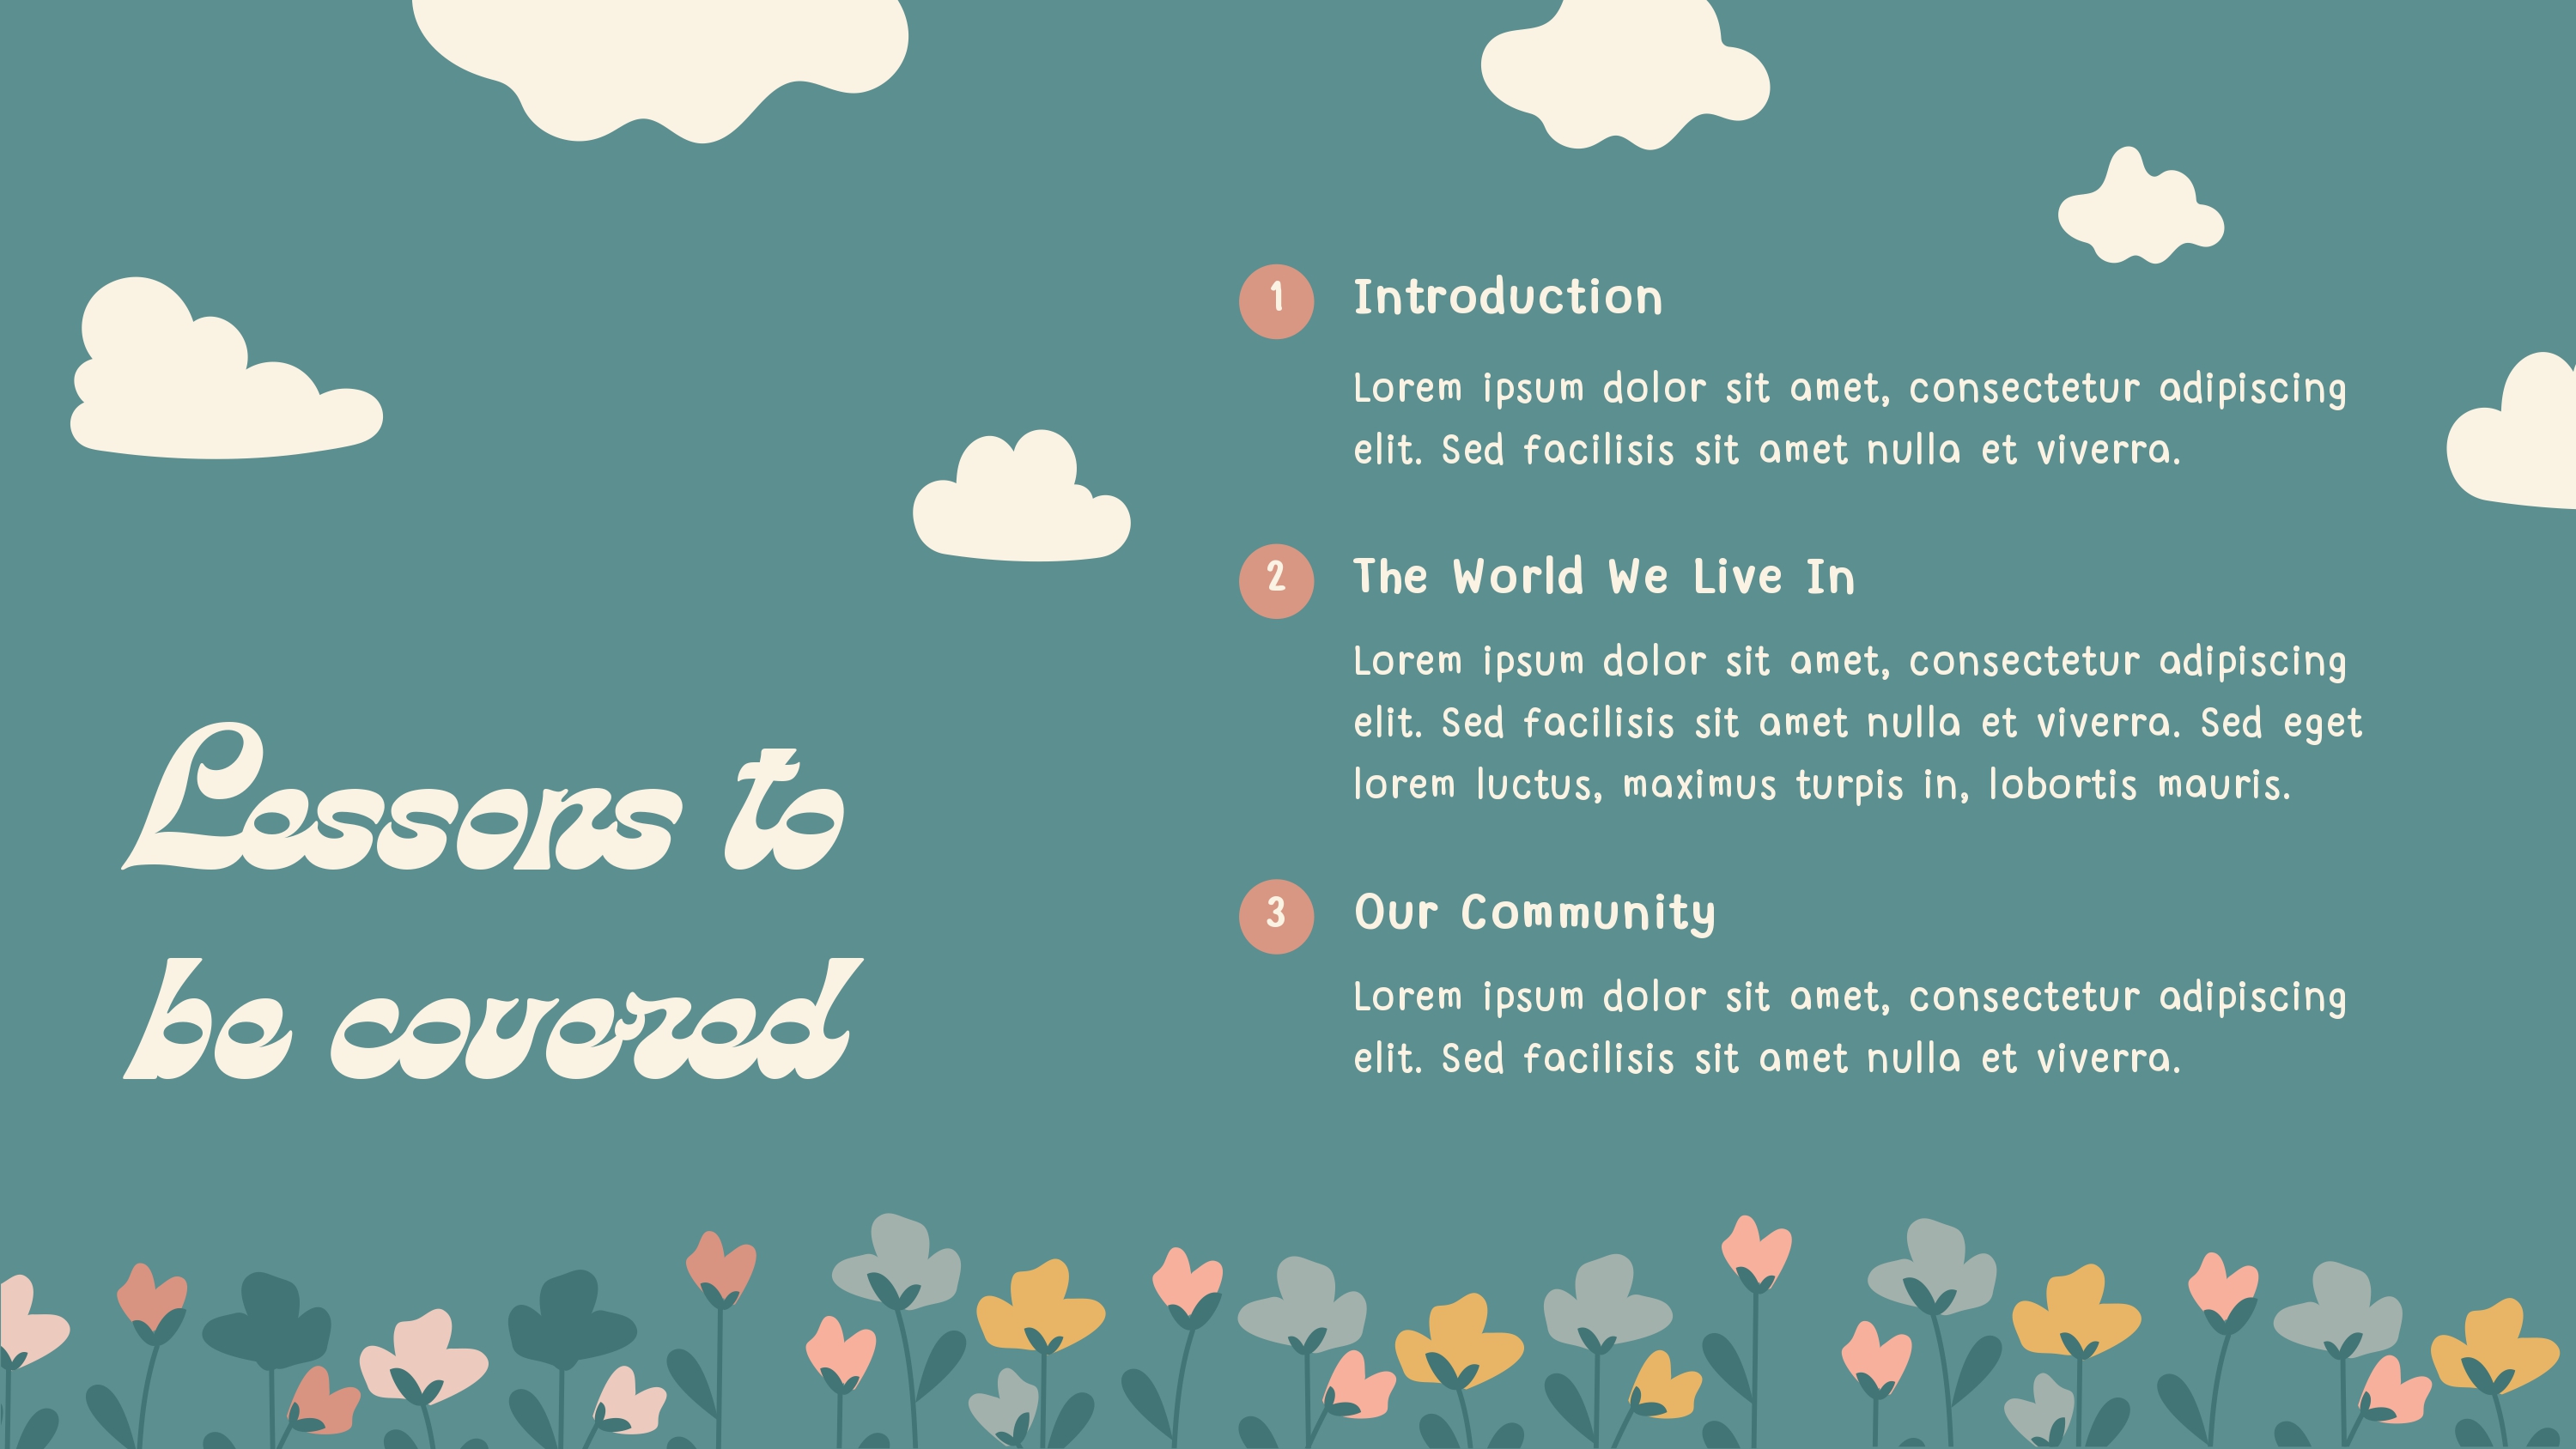 Lessons to
be covered
1 Introduction
Lorem ipsum dolor sit amet, consectetur adipiscing
elit. Sed facilisis sit amet nulla et viverra.
2 The World We Live In
Lorem ipsum dolor sit amet, consectetur adipiscing
elit. Sed facilisis sit amet nulla et viverra. Sed eget
lorem luctus, maximus turpis in, lobortis mauris.
3 Our Community
Lorem ipsum dolor sit amet, consectetur adipiscing
elit. Sed facilisis sit amet nulla et viverra.